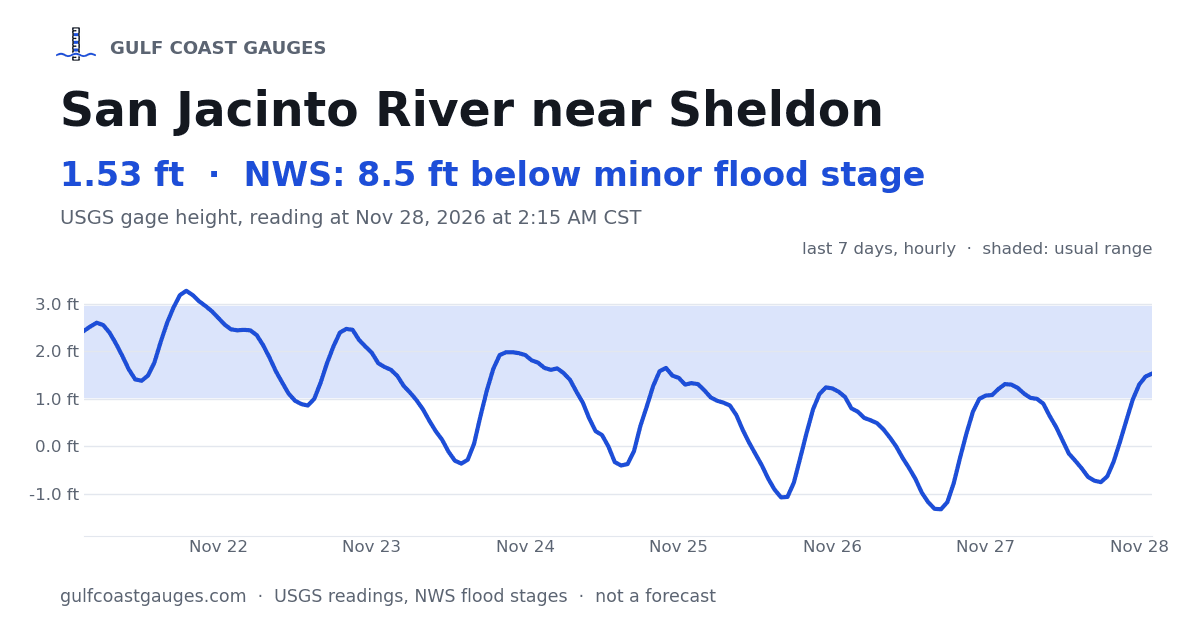 GULF COAST GAUGES
San Jacinto River near Sheldon
1.53 ft · NWS: 8.5 ft below minor flood stage
USGS gage height, reading at Nov 28, 2026 at 2:15 AM CST
last 7 days, hourly · shaded: usual range
3.0 ft
2.0 ft
1.0 ft
0.0 ft
-1.0 ft
Nov 22 Nov 23 Nov 24 Nov 25 Nov 26 Nov 27 Nov 28
gulfcoastgauges.com · USGS readings, NWS flood stages · not a forecast